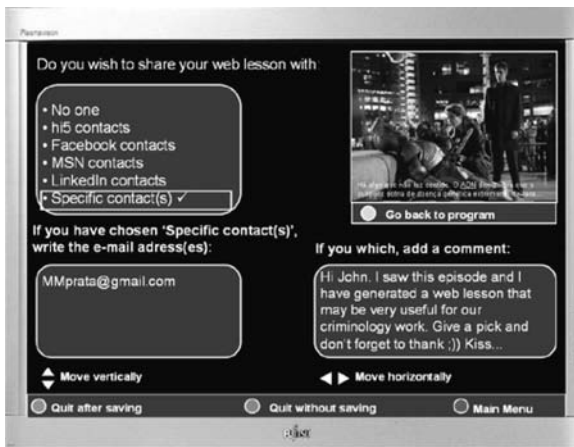 Plasmavision
Do you wish to share your web lesson with:
• No one
• hi5 contacts
• Facebook contacts
• MSN contacts
• LinkedIn contacts
• Specific contact(s) ✓
Go back to program
If you have chosen ‘Specific contact(s)’,
write the e-mail adress(es):
MMprata@gmail.com
If you which, add a comment:
Hi John. I saw this episode and I
have generated a web lesson that
may be very useful for our
criminology work. Give a pick and
don't forget to thank ;)) Kiss...
Move vertically
Move horizontally
Quit after saving
Quit without saving
Main Menu
FUJITSU